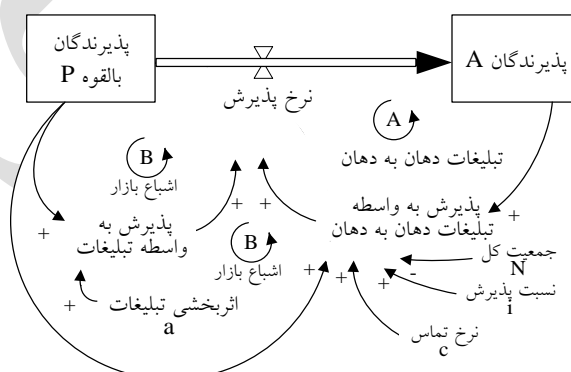 پذیرندگان
بالقوه P
پذیرندگان A
نرخ پذیرش
A
تبلیغات دهان به دهان
B
اشباع بازار
پذیرش به
واسطه تبلیغات
+
+
+
+
B
اشباع بازار
پذیرش به واسطه
تبلیغات دهان به دهان
+
جمعیت کل
N
-
نسبت پذیرش
i
+
+
+
نرخ تماس
c
+
اثربخشی تبلیغات
a